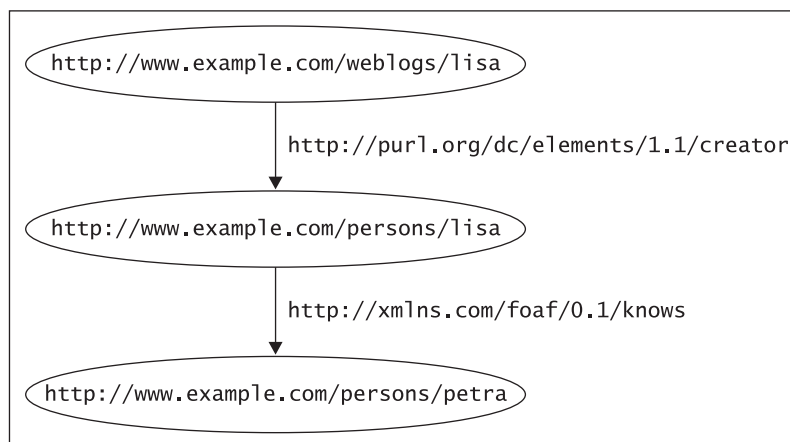 http://www.example.com/weblogs/lisa
http://purl.org/dc/elements/1.1/creator
http://www.example.com/persons/lisa
http://xmlns.com/foaf/0.1/knows
http://www.example.com/persons/petra